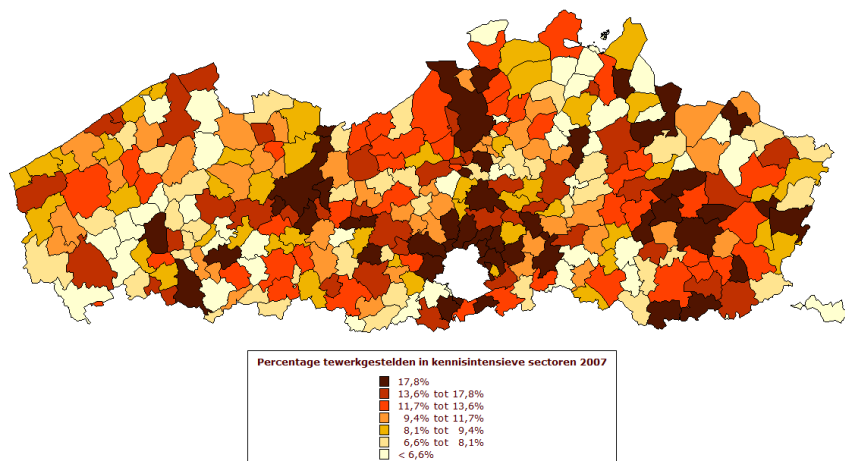 Percentage tewerkgestelden in kennisintensieve sectoren 2007
17,8%
13,6% tot 17,8%
11,7% tot 13,6%
9,4% tot 11,7%
8,1% tot 9,4%
6,6% tot 8,1%
< 6,6%